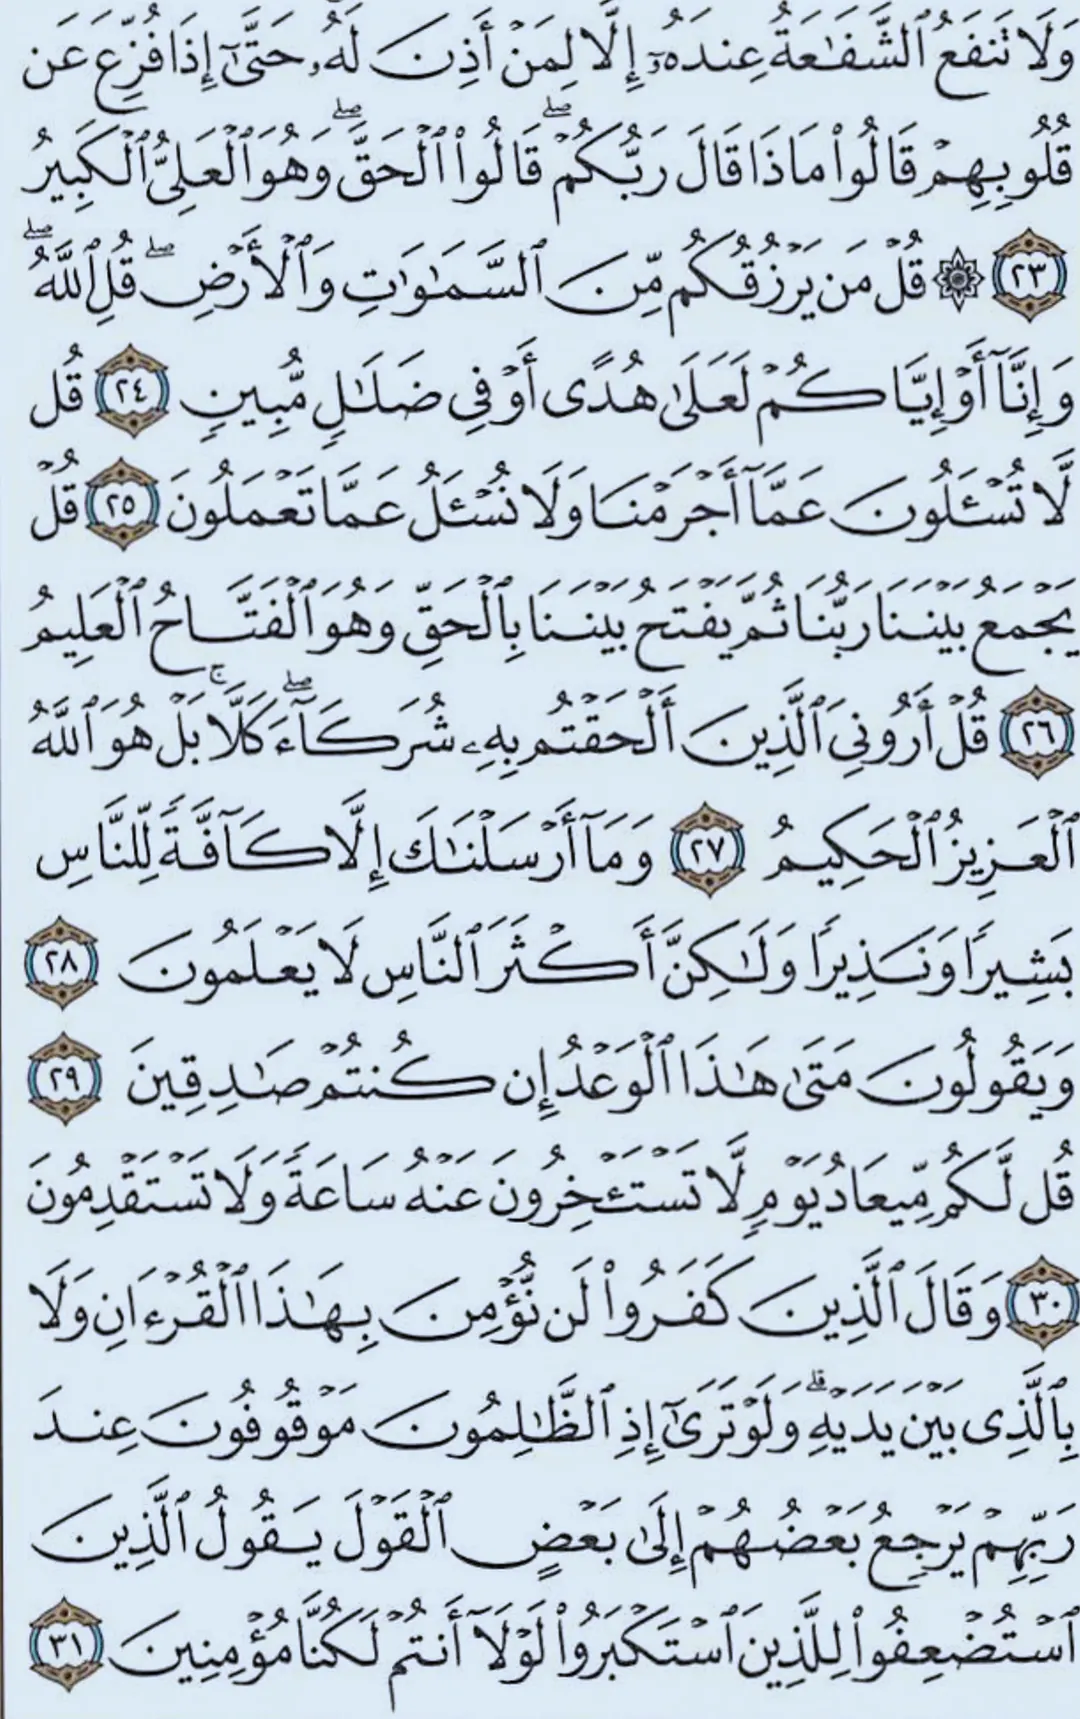 وَلَا تَنفَعُ ٱلشَّفَـٰعَةُ عِندَهُۥٓ إِلَّا لِمَنْ أَذِنَ لَهُۥ ۚ حَتَّىٰٓ إِذَا فُزِّعَ عَن
قُلُوبِهِمْ قَالُوا۟ مَاذَا قَالَ رَبُّكُمْ ۖ قَالُوا۟ ٱلْحَقَّ ۖ وَهُوَ ٱلْعَلِىُّ ٱلْكَبِيرُ
٢٣ ۞ قُلْ مَن يَرْزُقُكُم مِّنَ ٱلسَّمَـٰوَٰتِ وَٱلْأَرْضِ ۖ قُلِ ٱللَّهُ ۖ
وَإِنَّآ أَوْ إِيَّاكُمْ لَعَلَىٰ هُدًى أَوْ فِى ضَلَـٰلٍ مُّبِينٍ ٢٤ قُل
لَّا تُسْـَٔلُونَ عَمَّآ أَجْرَمْنَا وَلَا نُسْـَٔلُ عَمَّا تَعْمَلُونَ ٢٥ قُلْ
يَجْمَعُ بَيْنَنَا رَبُّنَا ثُمَّ يَفْتَحُ بَيْنَنَا بِٱلْحَقِّ وَهُوَ ٱلْفَتَّاحُ ٱلْعَلِيمُ
٢٦ قُلْ أَرُونِىَ ٱلَّذِينَ أَلْحَقْتُم بِهِۦ شُرَكَآءَ ۖ كَلَّا ۚ بَلْ هُوَ ٱللَّهُ
ٱلْعَزِيزُ ٱلْحَكِيمُ ٢٧ وَمَآ أَرْسَلْنَـٰكَ إِلَّا كَآفَّةً لِّلنَّاسِ
بَشِيرًا وَنَذِيرًا وَلَـٰكِنَّ أَكْثَرَ ٱلنَّاسِ لَا يَعْلَمُونَ ٢٨
وَيَقُولُونَ مَتَىٰ هَـٰذَا ٱلْوَعْدُ إِن كُنتُمْ صَـٰدِقِينَ ٢٩
قُل لَّكُم مِّيعَادُ يَوْمٍ لَّا تَسْتَـْٔخِرُونَ عَنْهُ سَاعَةً وَلَا تَسْتَقْدِمُونَ
٣٠ وَقَالَ ٱلَّذِينَ كَفَرُوا۟ لَن نُّؤْمِنَ بِهَـٰذَا ٱلْقُرْءَانِ وَلَا
بِٱلَّذِى بَيْنَ يَدَيْهِ ۗ وَلَوْ تَرَىٰٓ إِذِ ٱلظَّـٰلِمُونَ مَوْقُوفُونَ عِندَ
رَبِّهِمْ يَرْجِعُ بَعْضُهُمْ إِلَىٰ بَعْضٍ ٱلْقَوْلَ يَقُولُ ٱلَّذِينَ
ٱسْتُضْعِفُوا۟ لِلَّذِينَ ٱسْتَكْبَرُوا۟ لَوْلَآ أَنتُمْ لَكُنَّا مُؤْمِنِينَ ٣١